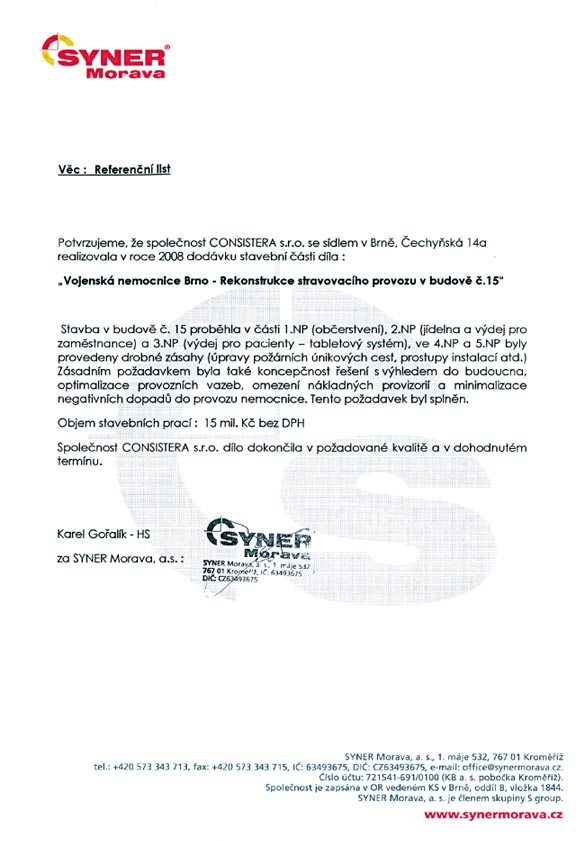 SYNER®
Morava
Věc : Referenční list
Potvrzujeme, že společnost CONSISTERA s.r.o. se sídlem v Brně, Čechyňská 14a
realizovala v roce 2008 dodávku stavební části díla :
„Vojenská nemocnice Brno - Rekonstrukce stravovacího provozu v budově č.15“
Stavba v budově č. 15 proběhla v části 1.NP (občerstvení), 2.NP (jídelna a výdej pro
zaměstnance) a 3.NP (výdej pro pacienty – tabletový systém), ve 4.NP a 5.NP byly
provedeny drobné zásahy (úpravy požárních únikových cest, prostupy instalací atd.)
Zásadním požadavkem byla také koncepčnost řešení s výhledem do budoucna,
optimalizace provozních vazeb, omezení nákladných provizorií a minimalizace
negativních dopadů do provozu nemocnice. Tento požadavek byl splněn.
Objem stavebních prací : 15 mil. Kč bez DPH
Společnost CONSISTERA s.r.o. dílo dokončila v požadované kvalitě a v dohodnutém
termínu.
Karel Gořalík - HS
za SYNER Morava, a.s. :
SYNER
Morava
SYNER Morava, a. s., 1. máje 532
767 01 Kroměříž, IČ: 63493675
DIČ: CZ63493675
SYNER Morava, a. s., 1. máje 532, 767 01 Kroměříž
tel.: +420 573 343 713, fax: +420 573 343 715, IČ: 63493675, DIČ: CZ63493675, e-mail: office@synermorava.cz.
Číslo účtu: 721541-691/0100 (KB a. s. pobočka Kroměříž).
Společnost je zapsána v OR vedeném KS v Brně, oddíl B, vložka 1844.
SYNER Morava, a. s. je členem skupiny S group.
www.synermorava.cz